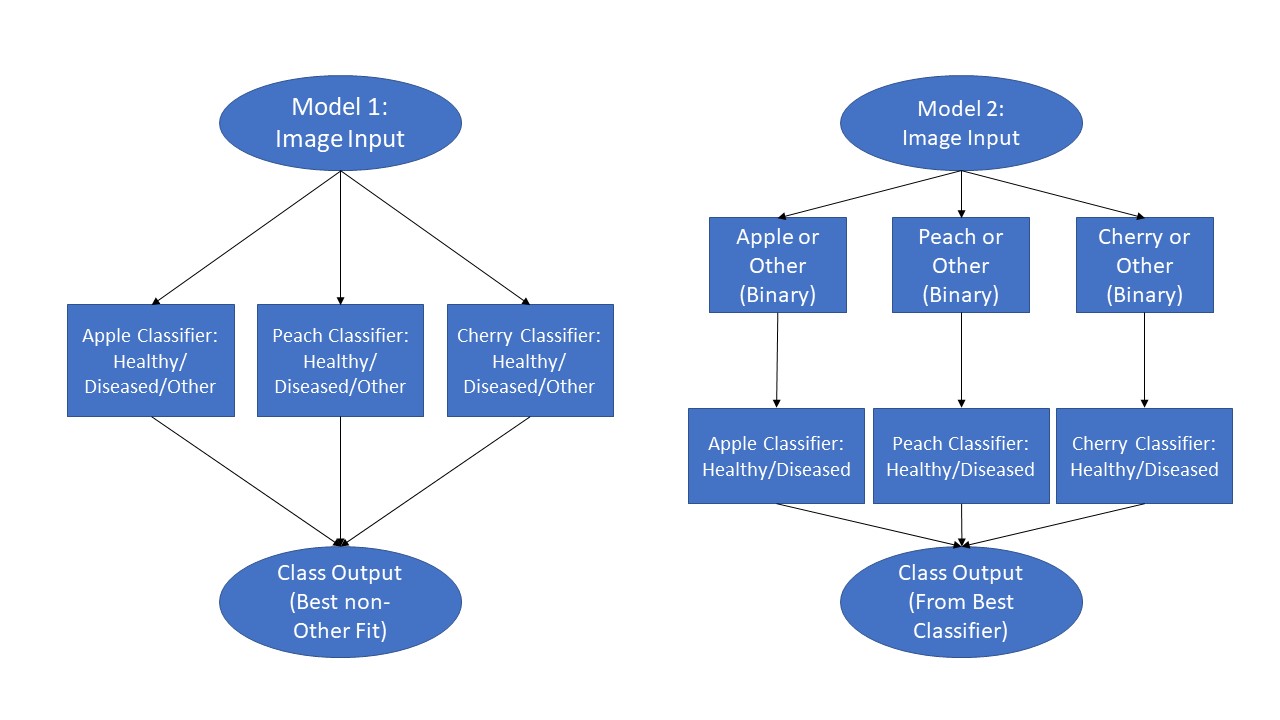 Model 1:
Image Input
Apple Classifier:
Healthy/
Diseased/Other
Peach Classifier:
Healthy/
Diseased/Other
Cherry Classifier:
Healthy/
Diseased/Other
Class Output
(Best non-
Other Fit)
Model 2:
Image Input
Apple or
Other
(Binary)
Peach or
Other
(Binary)
Cherry or
Other
(Binary)
Apple Classifier:
Healthy/Diseased
Peach Classifier:
Healthy/Diseased
Cherry Classifier:
Healthy/Diseased
Class Output
(From Best
Classifier)